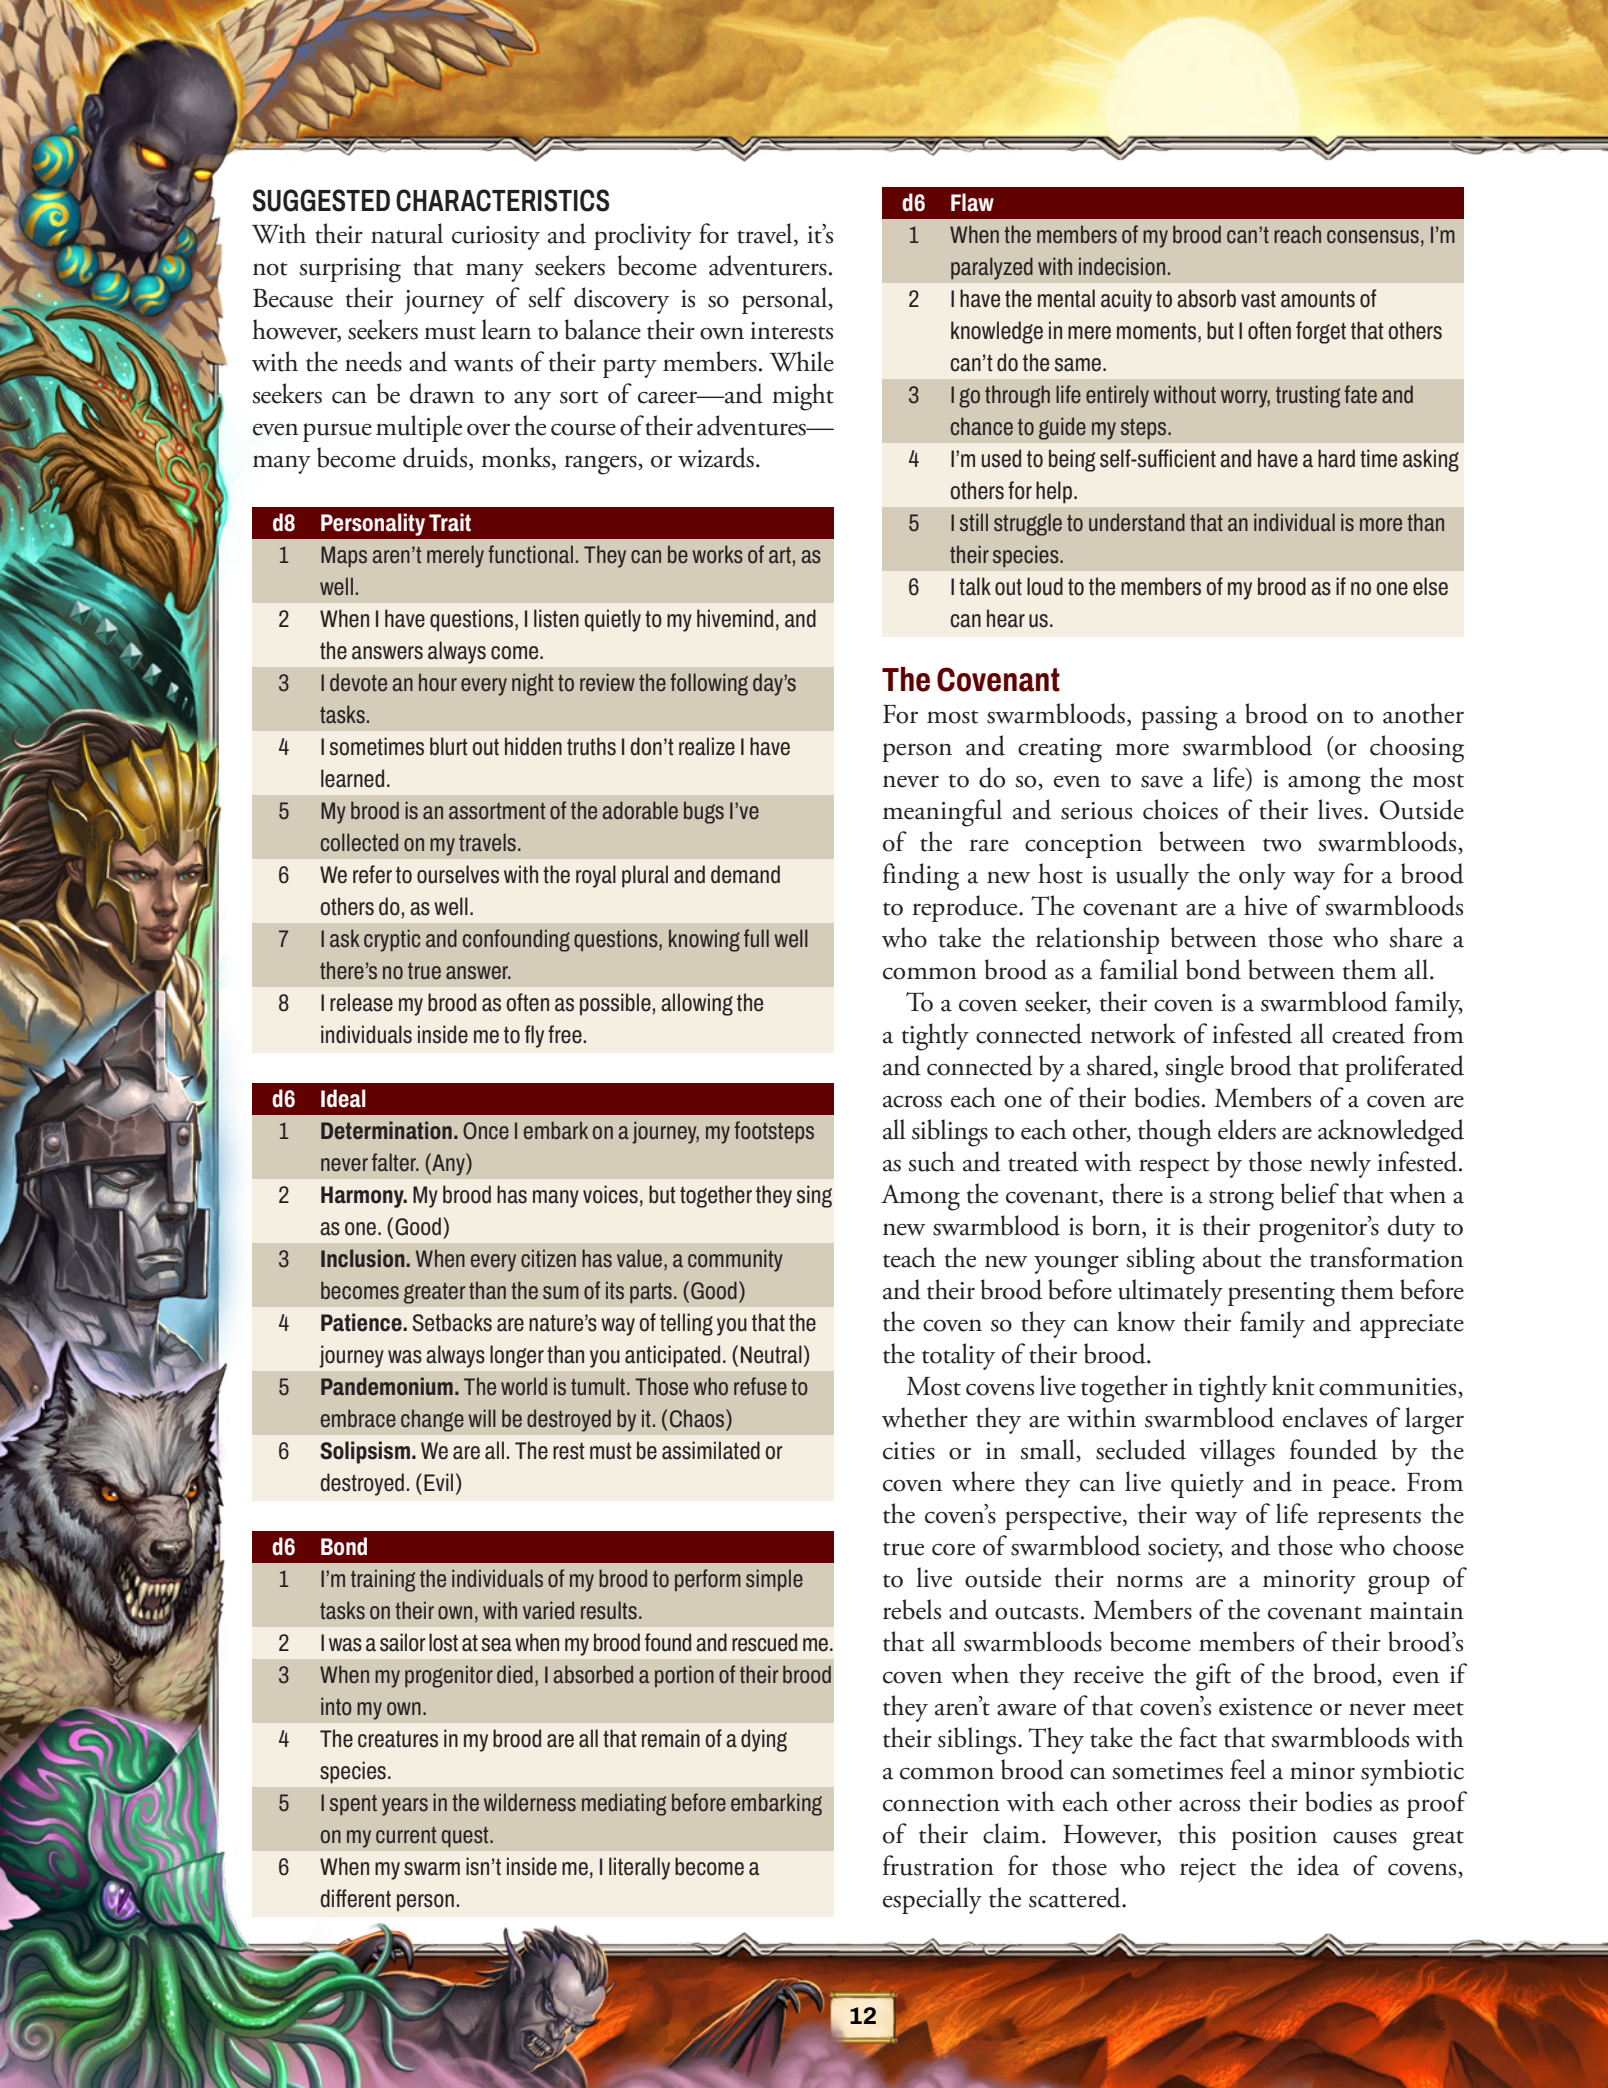 SUGGESTED CHARACTERISTICS
With their natural curiosity and proclivity for travel, it's
not surprising that many seekers become adventurers.
Because their journey of self discovery is so personal,
however, seekers must learn to balance their own interests
with the needs and wants of their party members. While
seekers can be drawn to any sort of career—and might
even pursue multiple over the course of their adventures—
many become druids, monks, rangers, or wizards.
d8 Personality Trait
1 Maps aren't merely functional. They can be works of art, as
well.
2 When I have questions, I listen quietly to my hivemind, and
the answers always come.
3 I devote an hour every night to review the following day's
tasks.
4 I sometimes blurt out hidden truths I don't realize I have
learned.
5 My brood is an assortment of the adorable bugs I've
collected on my travels.
6 We refer to ourselves with the royal plural and demand
others do, as well.
7 I ask cryptic and confounding questions, knowing full well
there's no true answer.
8 I release my brood as often as possible, allowing the
individuals inside me to fly free.
d6 Ideal
1 Determination. Once I embark on a journey, my footsteps
never falter. (Any)
2 Harmony. My brood has many voices, but together they sing
as one. (Good)
3 Inclusion. When every citizen has value, a community
becomes greater than the sum of its parts. (Good)
4 Patience. Setbacks are nature's way of telling you that the
journey was always longer than you anticipated. (Neutral)
5 Pandemonium. The world is tumult. Those who refuse to
embrace change will be destroyed by it. (Chaos)
6 Solipsism. We are all. The rest must be assimilated or
destroyed. (Evil)
d6 Bond
1 I'm training the individuals of my brood to perform simple
tasks on their own, with varied results.
2 I was a sailor lost at sea when my brood found and rescued me.
3 When my progenitor died, I absorbed a portion of their brood
into my own.
4 The creatures in my brood are all that remain of a dying
species.
5 I spent years in the wilderness mediating before embarking
on my current quest.
6 When my swarm isn't inside me, I literally become a
different person.
d6 Flaw
1 When the members of my brood can't reach consensus, I'm
paralyzed with indecision.
2 I have the mental acuity to absorb vast amounts of
knowledge in mere moments, but I often forget that others
can't do the same.
3 I go through life entirely without worry, trusting fate and
chance to guide my steps.
4 I'm used to being self-sufficient and have a hard time asking
others for help.
5 I still struggle to understand that an individual is more than
their species.
6 I talk out loud to the members of my brood as if no one else
can hear us.
The Covenant
For most swarmbloods, passing a brood on to another
person and creating more swarmblood (or choosing
never to do so, even to save a life) is among the most
meaningful and serious choices of their lives. Outside
of the rare conception between two swarmbloods,
finding a new host is usually the only way for a brood
to reproduce. The covenant are a hive of swarmbloods
who take the relationship between those who share a
common brood as a familial bond between them all.
To a coven seeker, their coven is a swarmblood family,
a tightly connected network of infested all created from
and connected by a shared, single brood that proliferated
across each one of their bodies. Members of a coven are
all siblings to each other, though elders are acknowledged
as such and treated with respect by those newly infested.
Among the covenant, there is a strong belief that when a
new swarmblood is born, it is their progenitor's duty to
teach the new younger sibling about the transformation
and their brood before ultimately presenting them before
the coven so they can know their family and appreciate
the totality of their brood.
Most covens live together in tightly knit communities,
whether they are within swarmblood enclaves of larger
cities or in small, secluded villages founded by the
coven where they can live quietly and in peace. From
the coven's perspective, their way of life represents the
true core of swarmblood society, and those who choose
to live outside their norms are a minority group of
rebels and outcasts. Members of the covenant maintain
that all swarmbloods become members of their brood's
coven when they receive the gift of the brood, even if
they aren't aware of that coven's existence or never meet
their siblings. They take the fact that swarmbloods with
a common brood can sometimes feel a minor symbiotic
connection with each other across their bodies as proof
of their claim. However, this position causes great
frustration for those who reject the idea of covens,
especially the scattered.
12